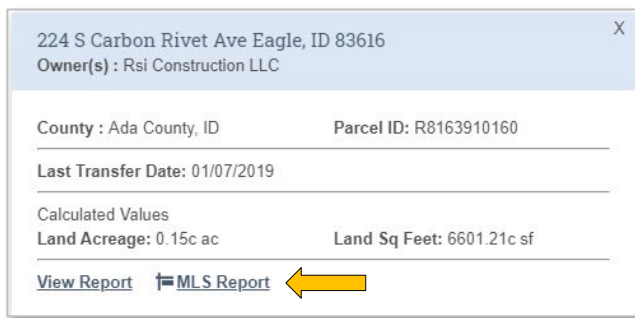 X
224 S Carbon Rivet Ave Eagle, ID 83616
Owner(s) : Rsi Construction LLC
County : Ada County, ID Parcel ID: R8163910160
Last Transfer Date: 01/07/2019
Calculated Values
Land Acreage: 0.15c ac Land Sq Feet: 6601.21c sf
View Report MLS Report